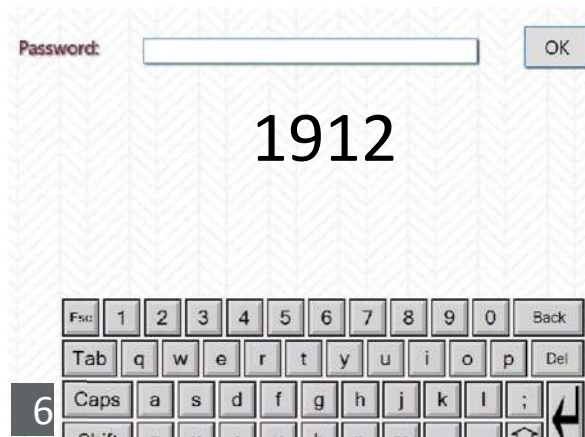 Password:
OK
1912
Esc 1 2 3 4 5 6 7 8 9 0 Back
Tab q w e r t y u i o p Del
Caps a s d f g h j k l ;
6